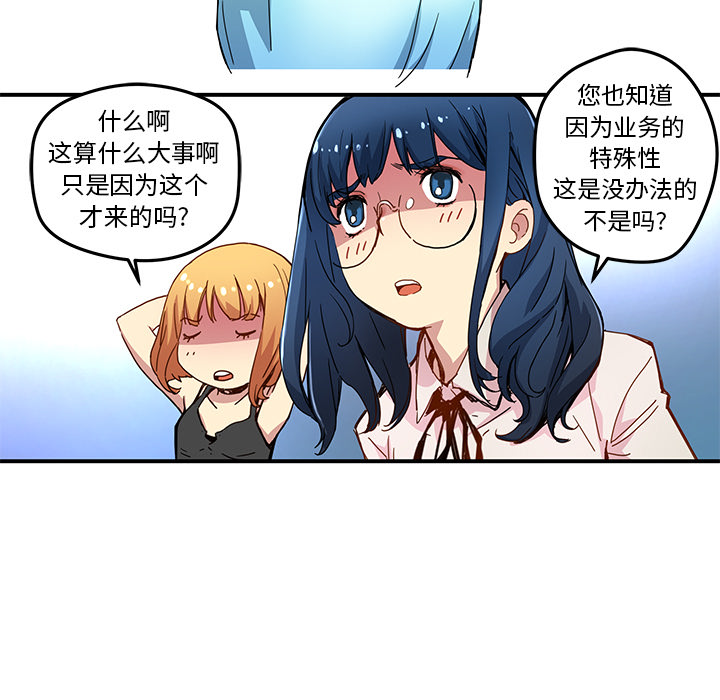 什么啊
这算什么大事啊
只是因为这个
才来的吗?
您也知道
因为业务的
特殊性
这是没办法的
不是吗?